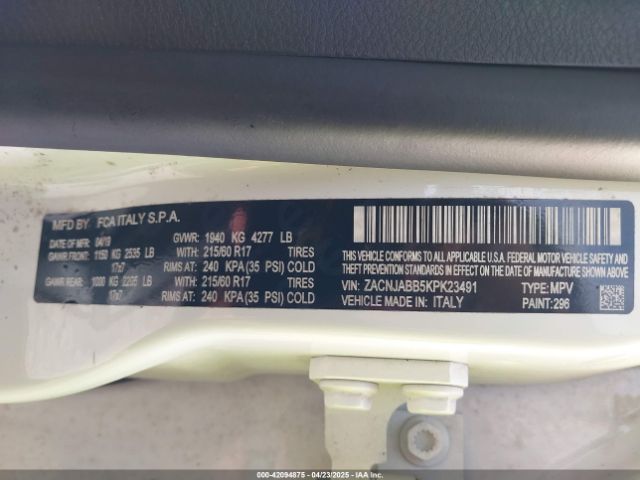 MFD BY FCA ITALY S.P.A.
DATE OF MFR 04/19 GVWR: 1940 KG 4277 LB
GAWR FRONT: 1150 KG 2535 LB WITH: 215/60 R17 TIRES
17x7 RIMS AT: 240 KPA(35 PSI) COLD
GAWR REAR: 1000 KG 2205 LB WITH: 215/60 R17 TIRES
17x7 RIMS AT: 240 KPA(35 PSI) COLD
THIS VEHICLE CONFORMS TO ALL APPLICABLE U.S.A. FEDERAL MOTOR VEHICLE SAFETY AND
THEFT PREVENTION STANDARDS IN EFFECT ON THE DATE OF MANUFACTURE SHOWN ABOVE.
VIN: ZACNJABB5KPK23491 TYPE: MPV
VEHICLE MADE IN: ITALY PAINT: 296
000-42094875 - 04/23/2025 - IAAI.COM